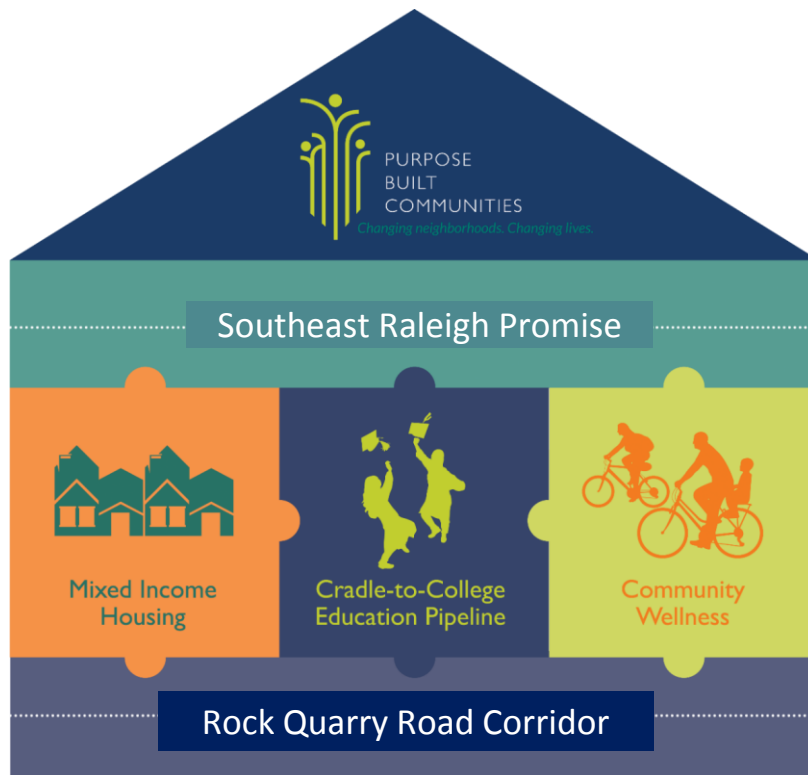 PURPOSE
BUILT
COMMUNITIES
Changing neighborhoods. Changing lives.
Southeast Raleigh Promise
Mixed Income
Housing
Cradle-to-College
Education Pipeline
Community
Wellness
Rock Quarry Road Corridor